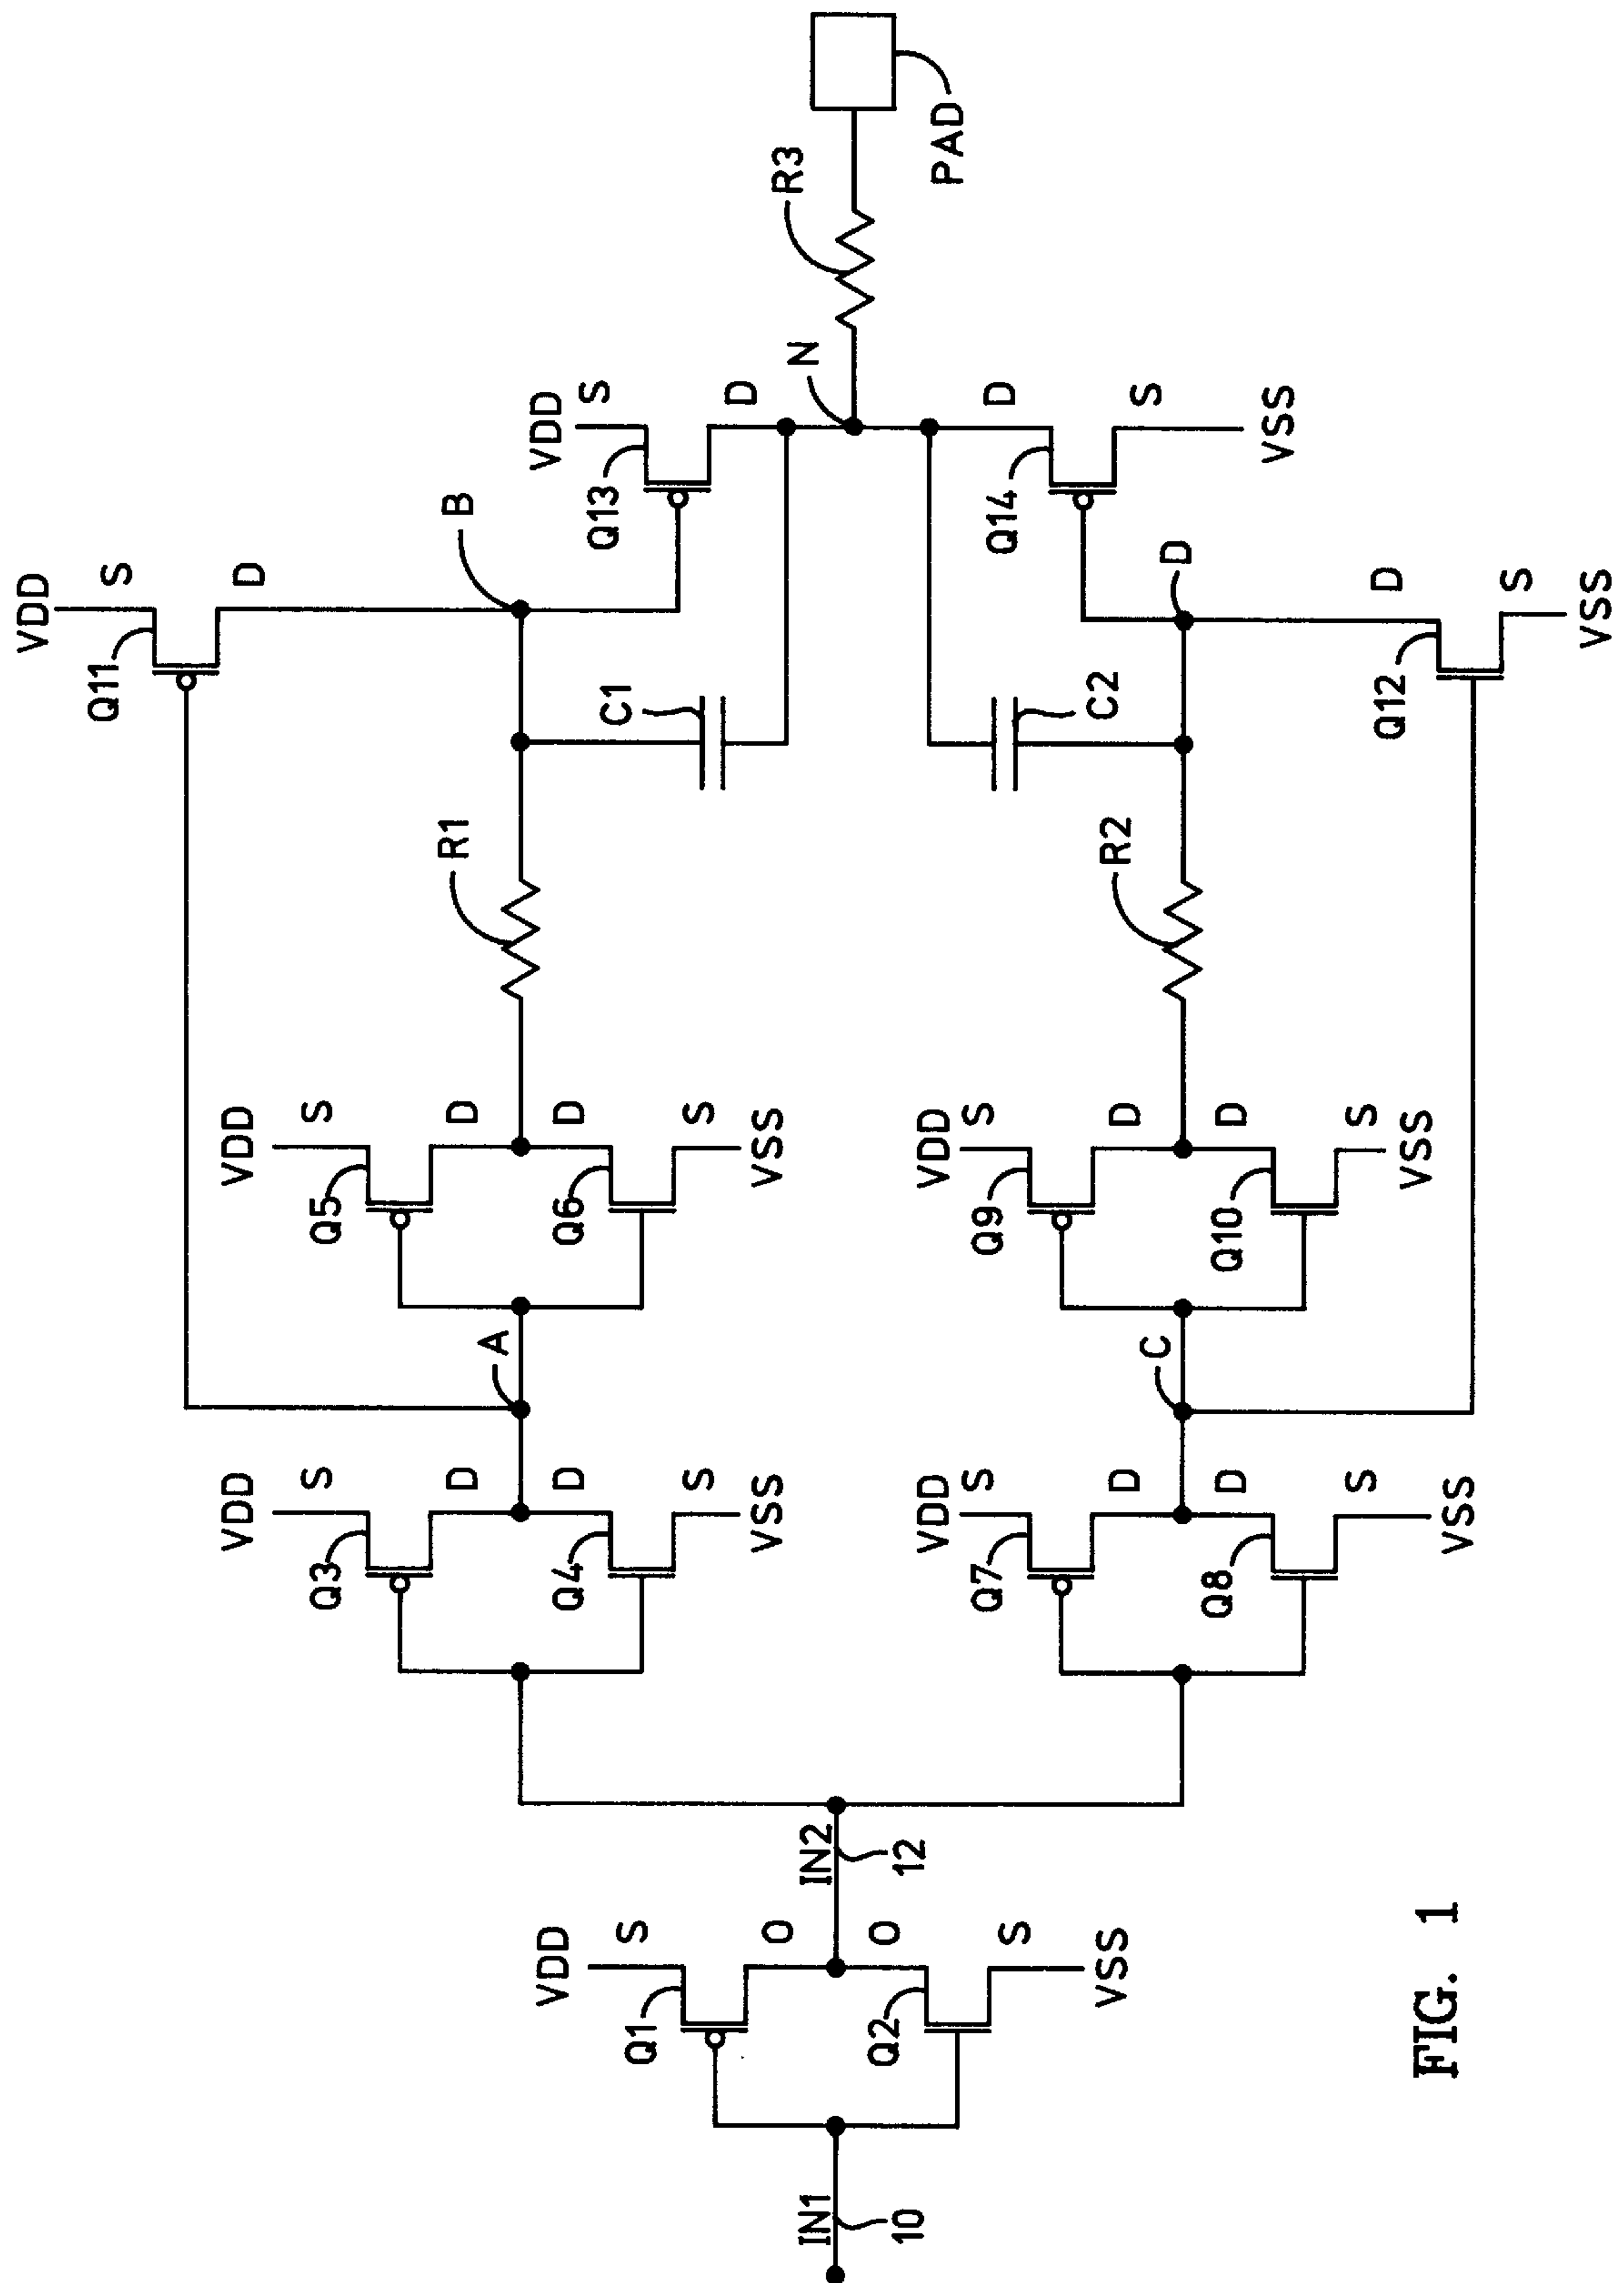 VDD
S
Q11
D
B
VDD
S
Q13
D
N
R3
PAD
C1
R1
VDD
S
Q5
D
D
Q6
S
VSS
A
VDD
S
Q3
D
D
Q4
S
VSS
VDD
S
Q1
O
IN1
10
IN2
12
O
Q2
S
VSS
D
Q14
S
VSS
D
C2
R2
VDD
S
Q9
D
D
Q10
S
VSS
C
VDD
S
Q7
D
D
Q8
S
VSS
D
Q12
S
VSS
FIG. 1